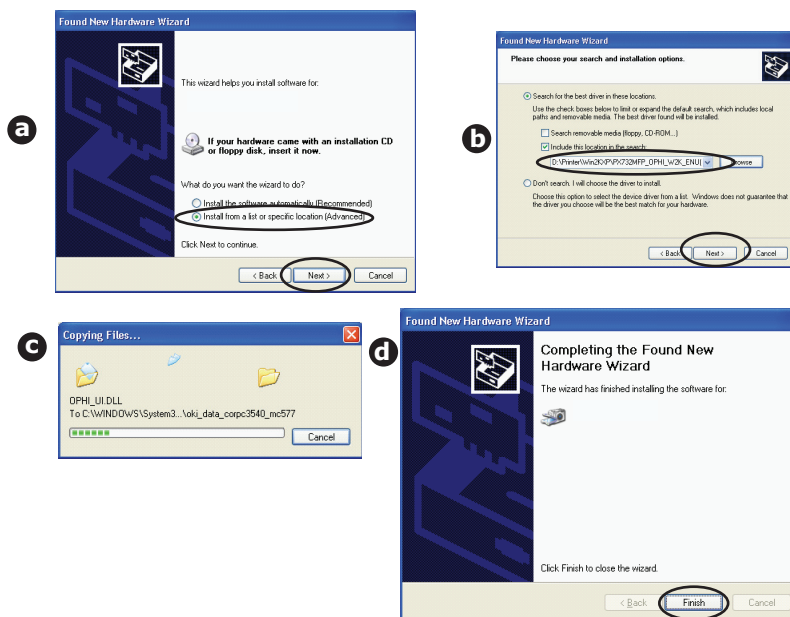 a
Found New Hardware Wizard
This wizard helps you install software for:
If your hardware came with an installation CD
or floppy disk, insert it now.
What do you want the wizard to do?
Install the software automatically (Recommended)
Install from a list or specific location (Advanced)
Click Next to continue.
< Back
Next >
Cancel
b
Found New Hardware Wizard
Please choose your search and installation options.
Search for the best driver in these locations.
Use the check boxes below to limit or expand the default search, which includes local
paths and removable media. The best driver found will be installed.
Search removable media (floppy, CD-ROM...)
Include this location in the search:
D:\Printer\Win2KXP\PX732MFP_OPHI_W2K_ENU(
Browse
Don't search. I will choose the driver to install.
Choose this option to select the device driver from a list. Windows does not guarantee that
the driver you choose will be the best match for your hardware.
< Back
Next >
Cancel
c
Copying Files...
OPHI_UI.DLL
To C:\WINDOWS\System3...\oki_data_corpc3540_mc577
Cancel
d
Found New Hardware Wizard
Completing the Found New
Hardware Wizard
The wizard has finished installing the software for:
Click Finish to close the wizard.
< Back
Finish
Cancel